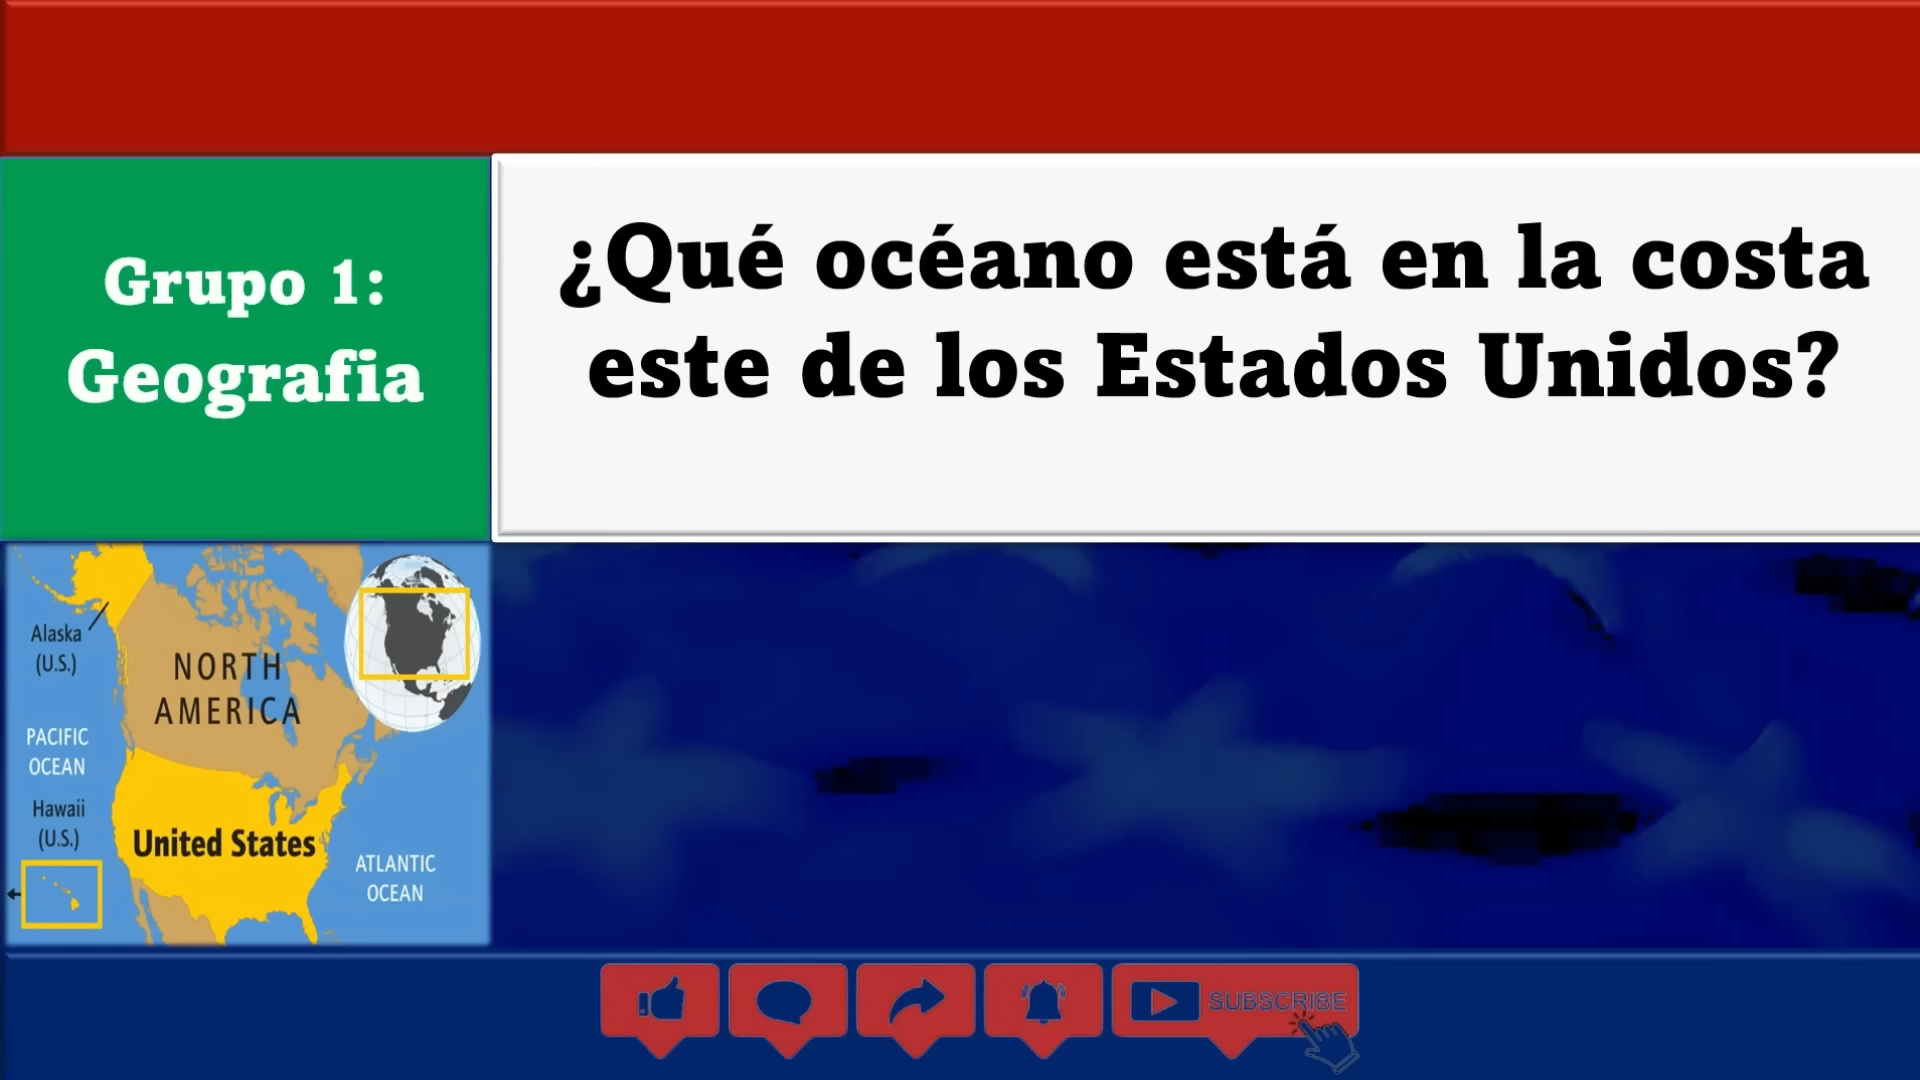 Grupo 1:
Geografia
¿Qué océano está en la costa
este de los Estados Unidos?
Alaska
(U.S.)
NORTH
AMERICA
PACIFIC
OCEAN
Hawaii
(U.S.)
United States
ATLANTIC
OCEAN
SUBSCRIBE